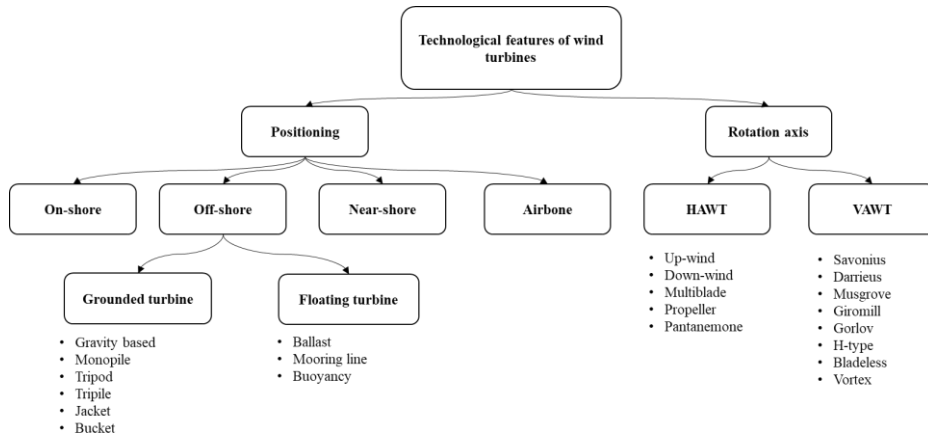 Technological features of wind
turbines
Positioning
Rotation axis
On-shore
Off-shore
Near-shore
Airbone
HAWT
VAWT
Grounded turbine
Floating turbine
• Gravity based
• Monopile
• Tripod
• Tripile
• Jacket
• Bucket
• Ballast
• Mooring line
• Buoyancy
• Up-wind
• Down-wind
• Multiblade
• Propeller
• Pantanemone
• Savonius
• Darrieus
• Musgrove
• Giromill
• Gorlov
• H-type
• Bladeless
• Vortex